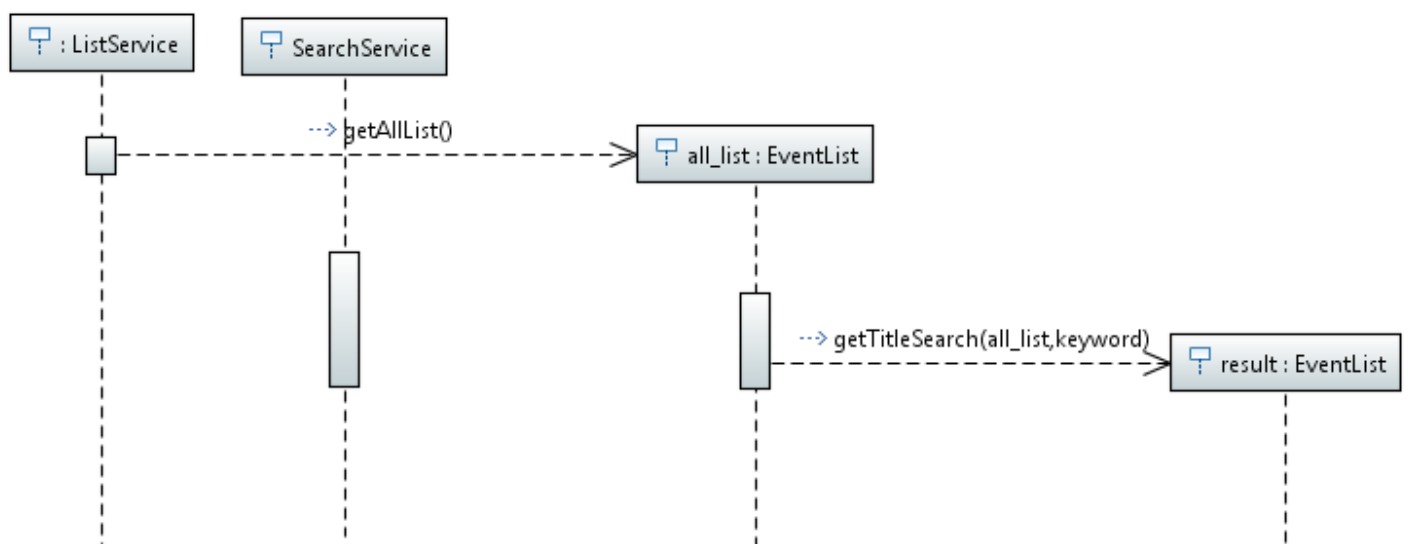 : ListService
SearchService
getAllList()
all_list : EventList
getTitleSearch(all_list,keyword)
result : EventList